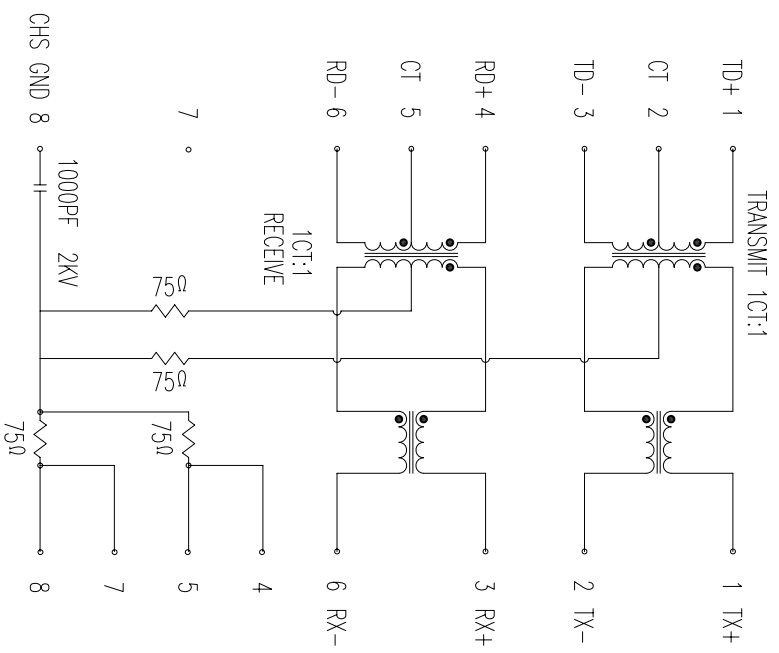 TRANSMIT 1CT:1
TD+ 1
CT 2
TD- 3
RD+ 4
CT 5
RD- 6
7
CHS GND 8
1CT:1
RECEIVE
1000PF 2KV
75Ω
75Ω
75Ω
75Ω
1 TX+
2 TX-
3 RX+
6 RX-
4
5
7
8